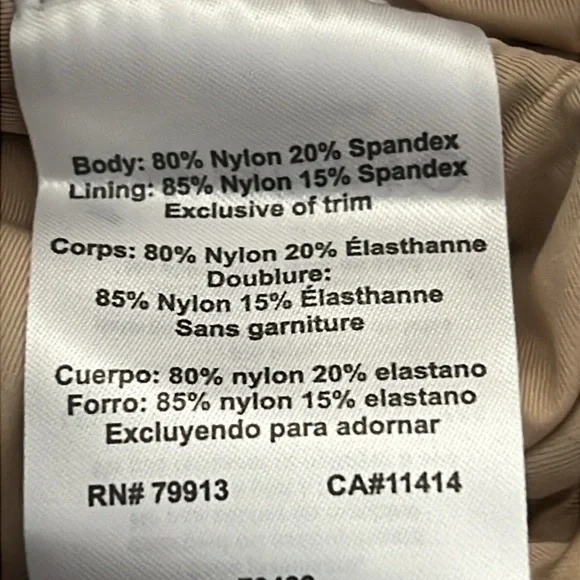 Body: 80% Nylon 20% Spandex
Lining: 85% Nylon 15% Spandex
Exclusive of trim
Corps: 80% Nylon 20% Élasthanne
Doublure:
85% Nylon 15% Élasthanne
Sans garniture
Cuerpo: 80% nylon 20% elastano
Forro: 85% nylon 15% elastano
Excluyendo para adornar
RN# 79913 CA#11414